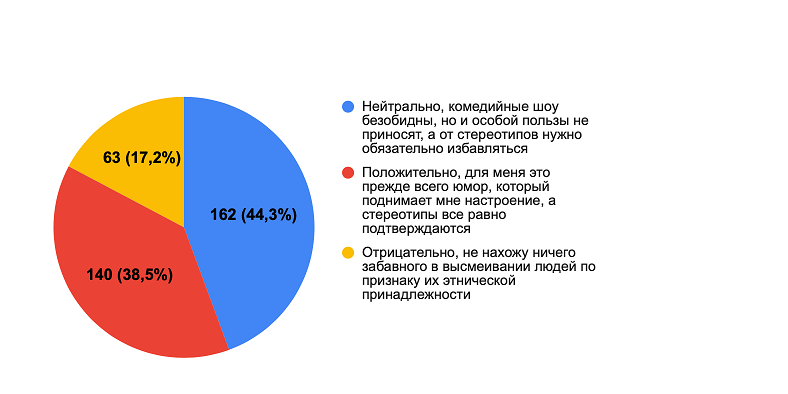 63 (17,2%)
162 (44,3%)
140 (38,5%)
Нейтрально, комедийные шоу
безобидны, но и особой пользы не
приносят, а от стереотипов нужно
обязательно избавляться
Положительно, для меня это
прежде всего юмор, который
поднимает мне настроение, а
стереотипы все равно
подтверждаются
Отрицательно, не нахожу ничего
забавного в высмеивании людей по
признаку их этнической
принадлежности